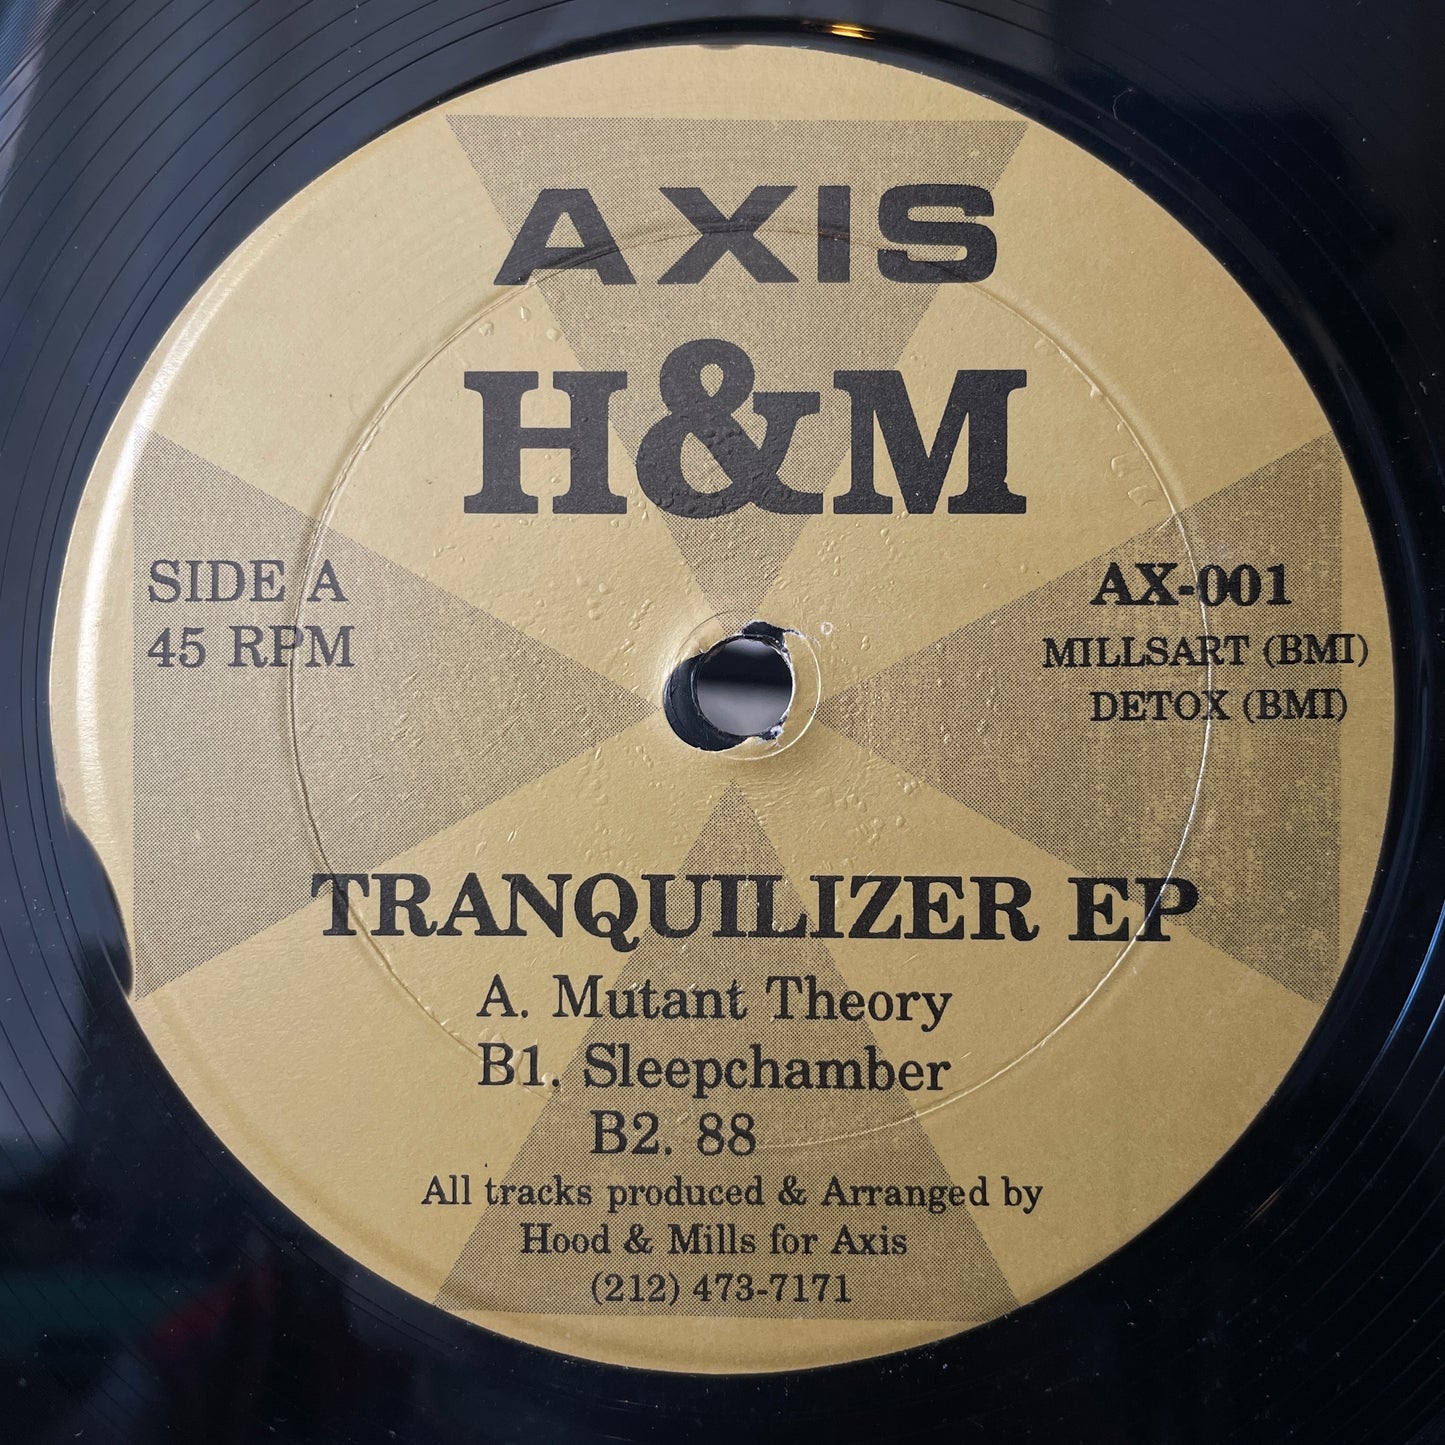 AXIS
H&M
SIDE A
45 RPM
AX-001
MILLSART (BMI)
DETOX (BMI)
TRANQUILIZER EP
A. Mutant Theory
B1. Sleepchamber
B2. 88
All tracks produced & Arranged by
Hood & Mills for Axis
(212) 473-7171